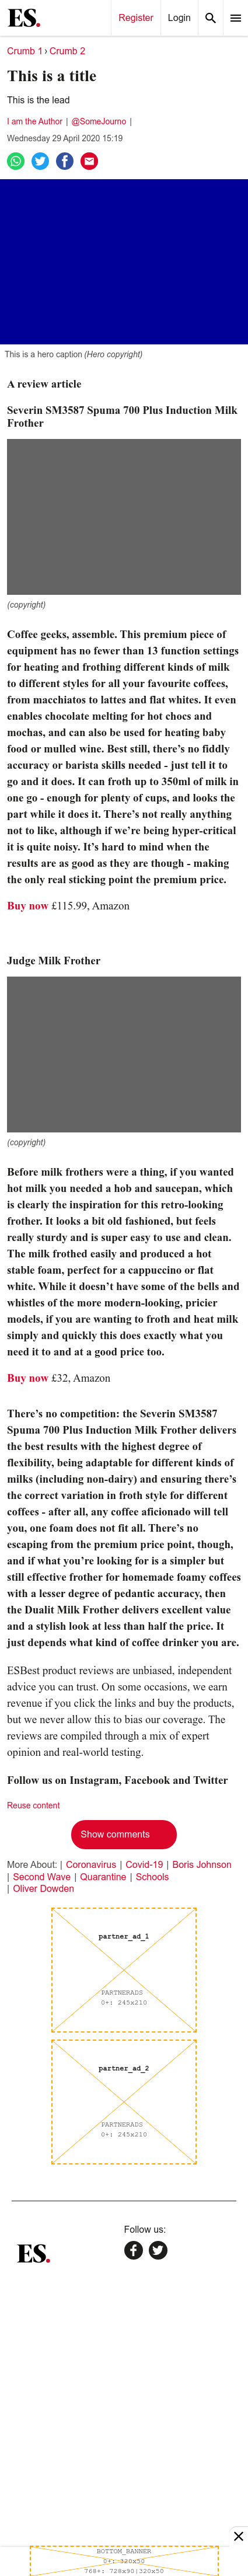 ES.
Register
Login
Crumb 1 › Crumb 2
This is a title
This is the lead
I am the Author | @SomeJourno |
Wednesday 29 April 2020 15:19
This is a hero caption (Hero copyright)
A review article
Severin SM3587 Spuma 700 Plus Induction Milk
Frother
(copyright)
Coffee geeks, assemble. This premium piece of
equipment has no fewer than 13 function settings
for heating and frothing different kinds of milk
to different styles for all your favourite coffees,
from macchiatos to lattes and flat whites. It even
enables chocolate melting for hot chocs and
mochas, and can also be used for heating baby
food or mulled wine. Best still, there’s no fiddly
accuracy or barista skills needed - just tell it to
go and it does. It can froth up to 350ml of milk in
one go - enough for plenty of cups, and looks the
part while it does it. There’s not really anything
not to like, although if we’re being hyper-critical
it is quite noisy. It’s hard to mind when the
results are as good as they are though - making
the only real sticking point the premium price.
Buy now £115.99, Amazon
Judge Milk Frother
(copyright)
Before milk frothers were a thing, if you wanted
hot milk you needed a hob and saucepan, which
is clearly the inspiration for this retro-looking
frother. It looks a bit old fashioned, but feels
really sturdy and is super easy to use and clean.
The milk frothed easily and produced a hot
stable foam, perfect for a cappuccino or flat
white. While it doesn’t have some of the bells and
whistles of the more modern-looking, pricier
models, if you are wanting to froth and heat milk
simply and quickly this does exactly what you
need it to and at a good price too.
Buy now £32, Amazon
There’s no competition: the Severin SM3587
Spuma 700 Plus Induction Milk Frother delivers
the best results with the highest degree of
flexibility, being adaptable for different kinds of
milks (including non-dairy) and ensuring there’s
the correct variation in froth style for different
coffees - after all, any coffee aficionado will tell
you, one foam does not fit all. There’s no
escaping from the premium price point, though,
and if what you’re looking for is a simpler but
still effective frother for homemade foamy coffees
with a lesser degree of pedantic accuracy, then
the Dualit Milk Frother delivers excellent value
and a stylish look at less than half the price. It
just depends what kind of coffee drinker you are.
ESBest product reviews are unbiased, independent
advice you can trust. On some occasions, we earn
revenue if you click the links and buy the products,
but we never allow this to bias our coverage. The
reviews are compiled through a mix of expert
opinion and real-world testing.
Follow us on Instagram, Facebook and Twitter
Reuse content
Show comments
More About: | Coronavirus | Covid-19 | Boris Johnson
| Second Wave | Quarantine | Schools
| Oliver Dowden
partner_ad_1
PARTNERADS
0+: 245x210
partner_ad_2
PARTNERADS
0+: 245x210
Follow us:
ES.
BOTTOM_BANNER
0+: 320x50
768+: 728x90|320x50